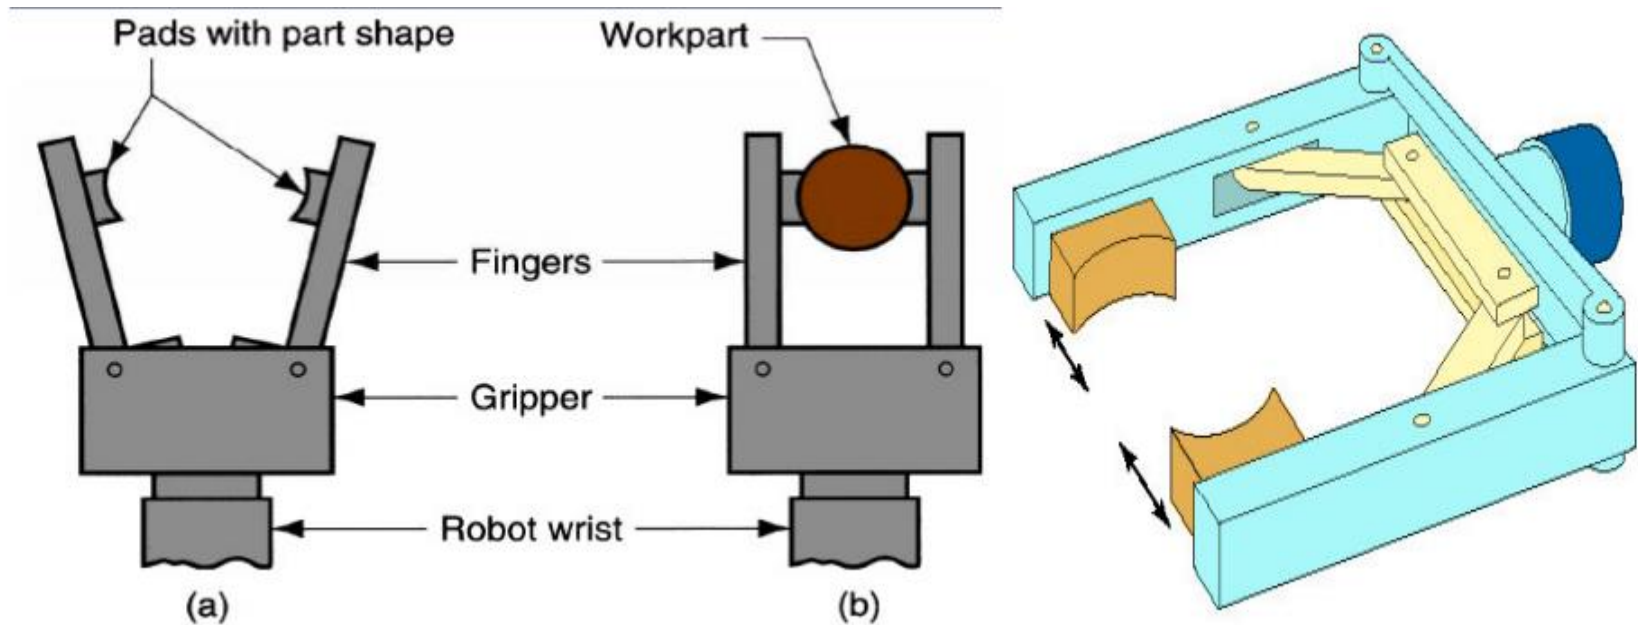 Pads with part shape
Workpart
Fingers
Gripper
Robot wrist
(a)
(b)